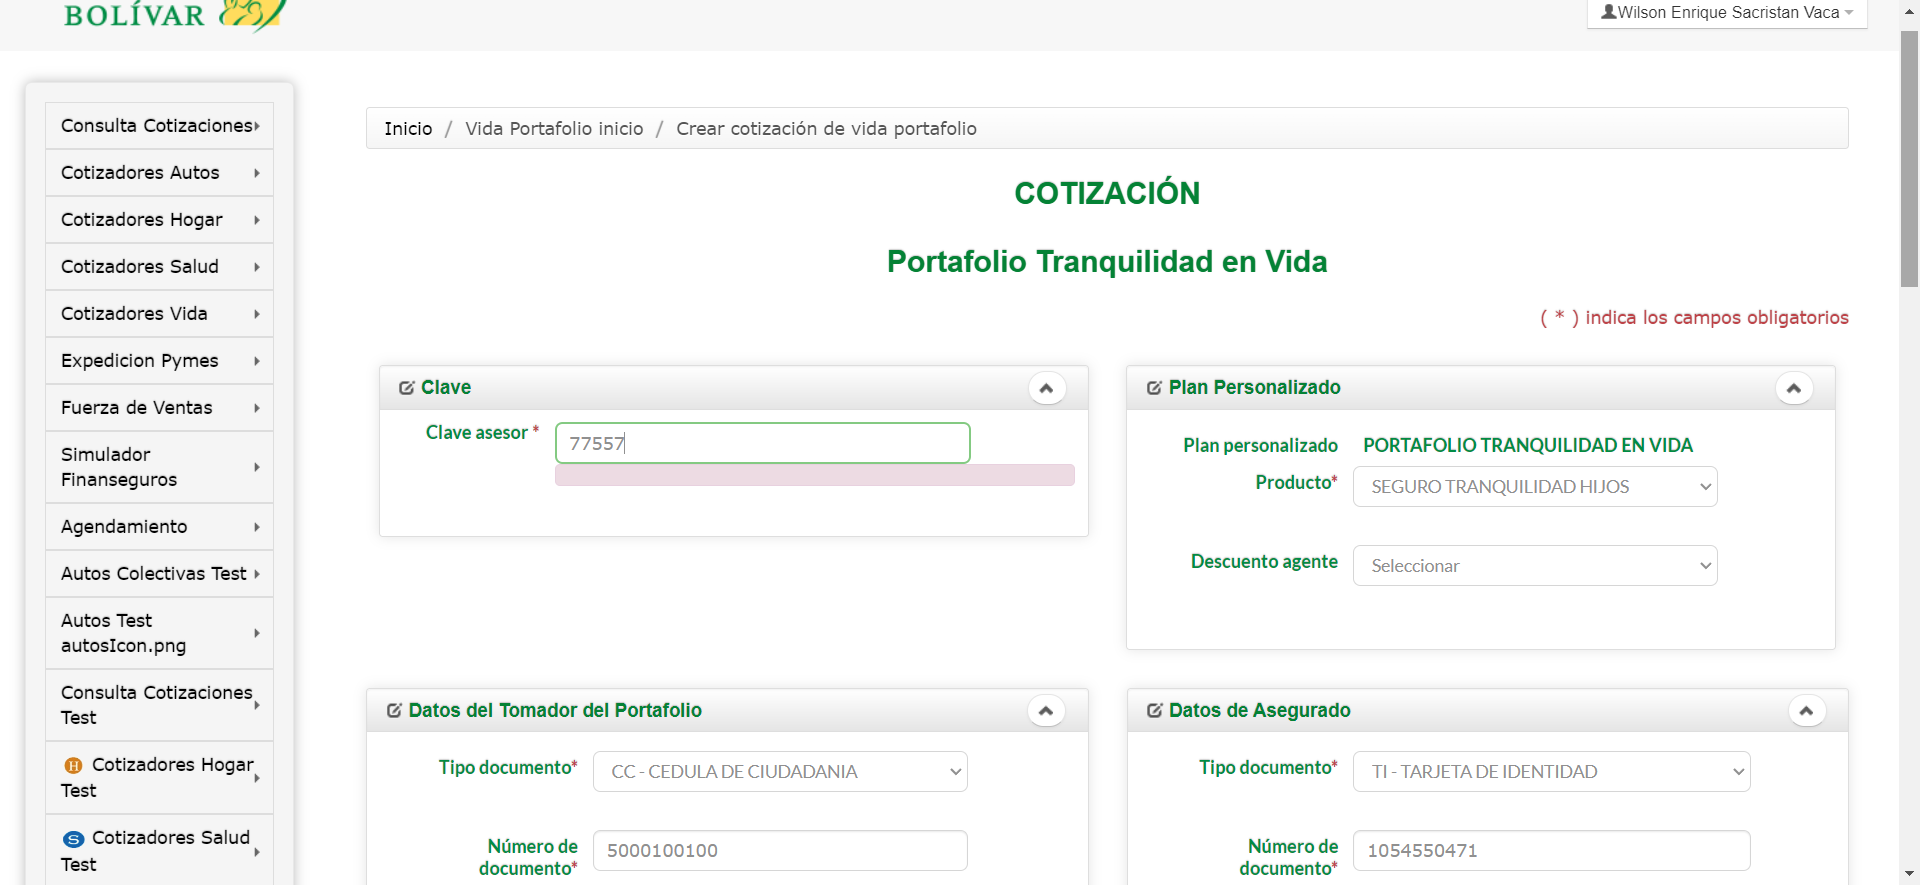 BOLÍVAR
Wilson Enrique Sacristan Vaca
Consulta Cotizaciones
Cotizadores Autos
Cotizadores Hogar
Cotizadores Salud
Cotizadores Vida
Expedicion Pymes
Fuerza de Ventas
Simulador
Finanseguros
Agendamiento
Autos Colectivas Test
Autos Test
autosIcon.png
Consulta Cotizaciones
Test
H Cotizadores Hogar
Test
S Cotizadores Salud
Test
Inicio / Vida Portafolio inicio / Crear cotización de vida portafolio
COTIZACIÓN
Portafolio Tranquilidad en Vida
( * ) indica los campos obligatorios
Clave
Clave asesor * 77557
Plan Personalizado
Plan personalizado PORTAFOLIO TRANQUILIDAD EN VIDA
Producto* SEGURO TRANQUILIDAD HIJOS
Descuento agente Seleccionar
Datos del Tomador del Portafolio
Tipo documento* CC - CEDULA DE CIUDADANIA
Número de
documento* 5000100100
Datos de Asegurado
Tipo documento* TI - TARJETA DE IDENTIDAD
Número de
documento* 1054550471